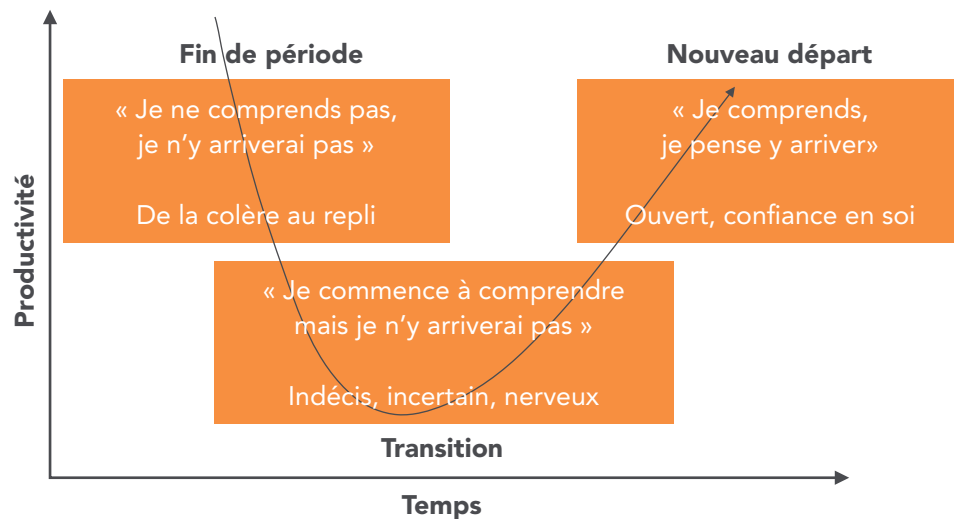 Fin de période
« Je ne comprends pas,
je n’y arriverai pas »
De la colère au repli
Nouveau départ
« Je comprends,
je pense y arriver»
Ouvert, confiance en soi
Productivité
« Je commence à comprendre
mais je n’y arriverai pas »
Indécis, incertain, nerveux
Transition
Temps